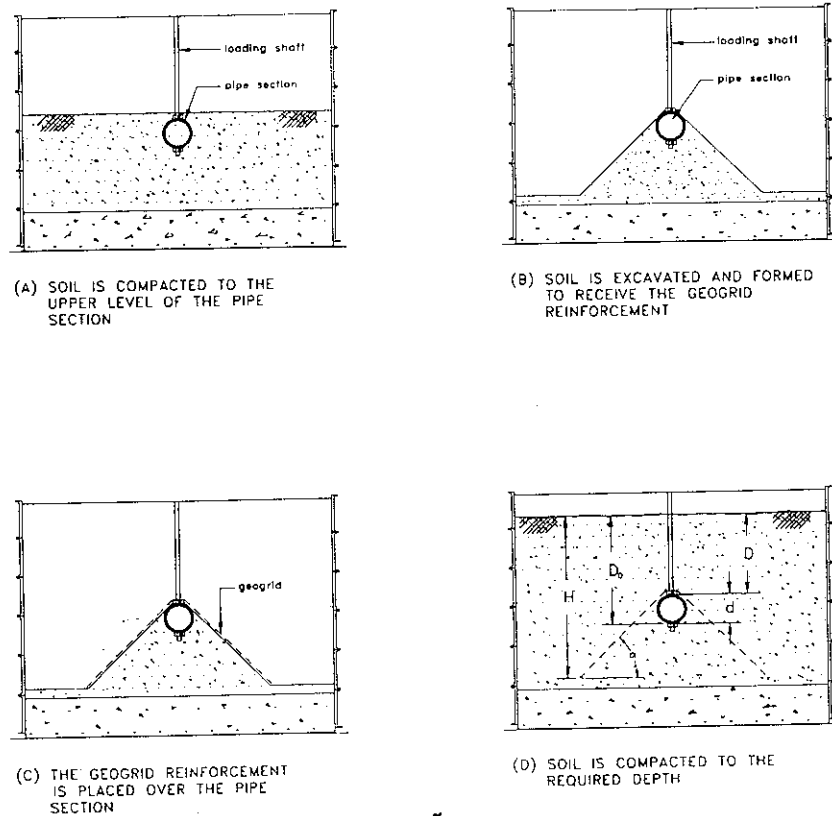 loading shaft
pipe section
(A) SOIL IS COMPACTED TO THE
UPPER LEVEL OF THE PIPE
SECTION
loading shaft
pipe section
(B) SOIL IS EXCAVATED AND FORMED
TO RECEIVE THE GEOGRID
REINFORCEMENT
geogrid
(C) THE GEOGRID REINFORCEMENT
IS PLACED OVER THE PIPE
SECTION
D
H
d
(D) SOIL IS COMPACTED TO THE
REQUIRED DEPTH